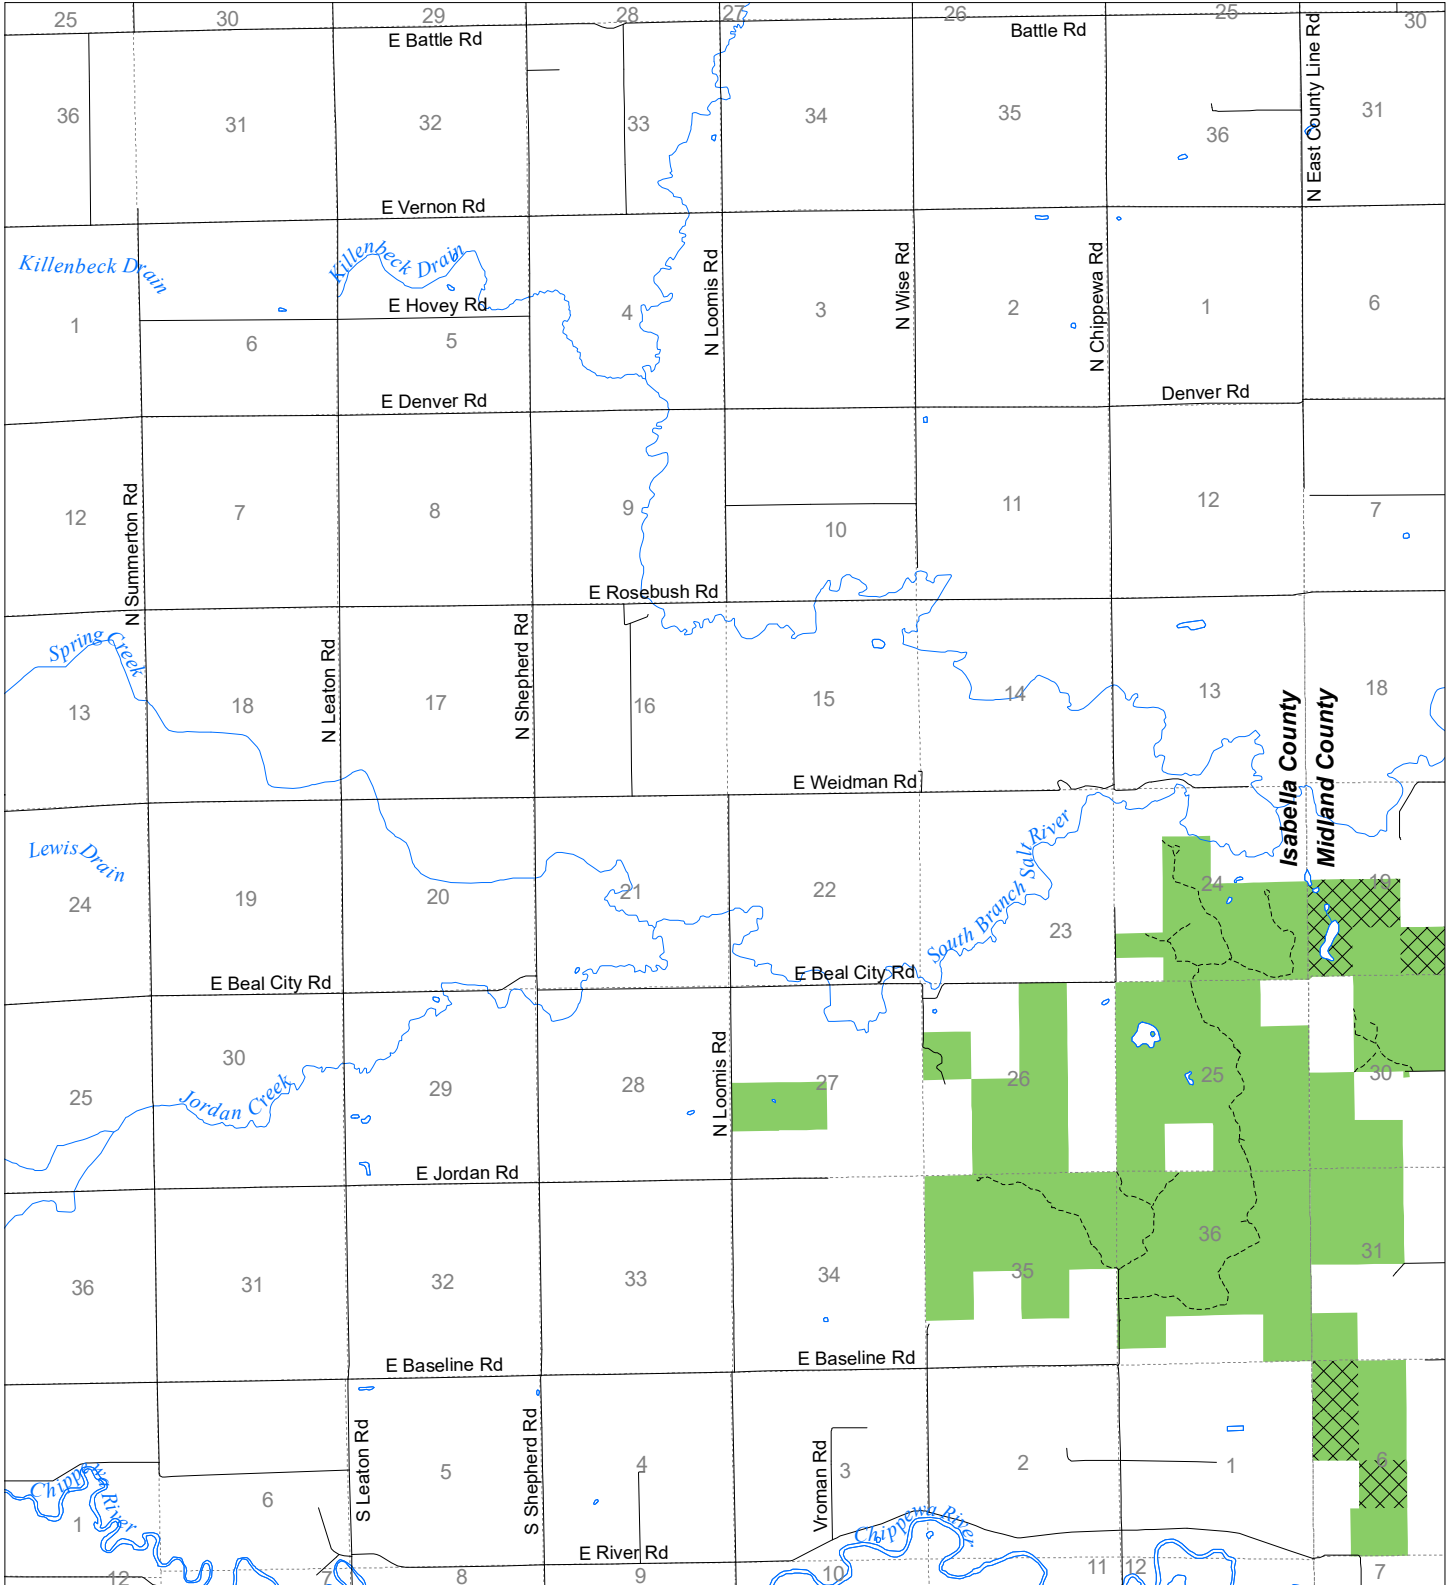 25
30
29
28
27
26
25
30
E Battle Rd
Battle Rd
N East County Line Rd
36
31
32
33
34
35
36
31
E Vernon Rd
Killenbeck Drain
Killenbeck Drain
E Hovey Rd
N Loomis Rd
N Wise Rd
N Chippewa Rd
1
6
5
4
3
2
1
6
E Denver Rd
Denver Rd
N Summerton Rd
12
7
8
9
10
11
12
7
E Rosebush Rd
Spring Creek
N Leaton Rd
N Shepherd Rd
13
18
17
16
15
14
13
18
Isabella County
Midland County
E Weidman Rd
Lewis Drain
South Branch Salt River
24
19
20
21
22
23
24
19
E Beal City Rd
E Beal City Rd
N Loomis Rd
25
30
29
28
27
26
25
30
Jordan Creek
E Jordan Rd
36
31
32
33
34
35
36
31
E Baseline Rd
E Baseline Rd
S Leaton Rd
S Shepherd Rd
Vroman Rd
Chippewa River
1
6
5
4
3
2
1
6
Chippewa River
E River Rd
12
7
8
9
10
11
12
7